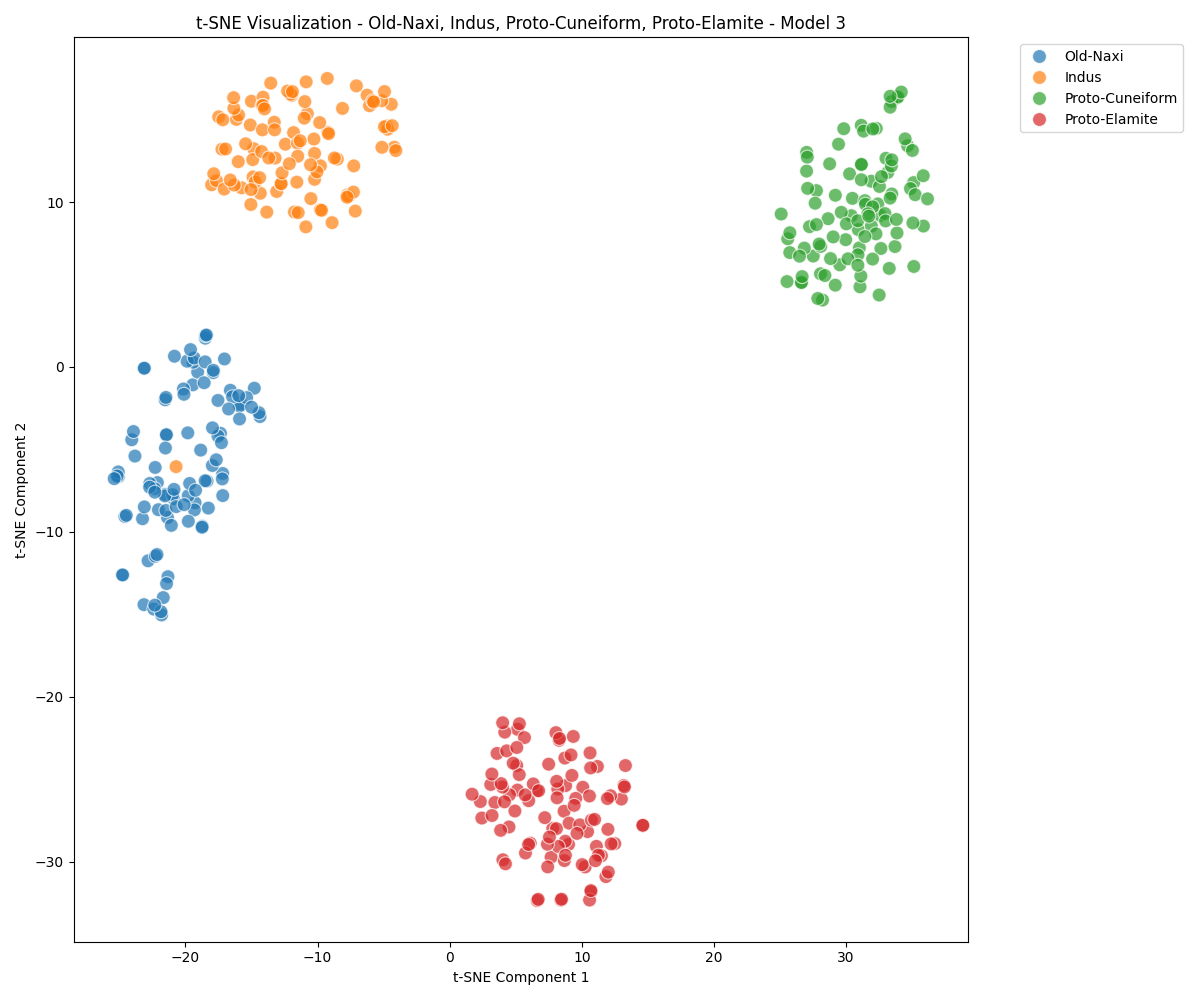 t-SNE Visualization - Old-Naxi, Indus, Proto-Cuneiform, Proto-Elamite - Model 3
Old-Naxi
Indus
Proto-Cuneiform
Proto-Elamite
t-SNE Component 2
10
0
−10
−20
−30
−20
−10
0
10
20
30
t-SNE Component 1